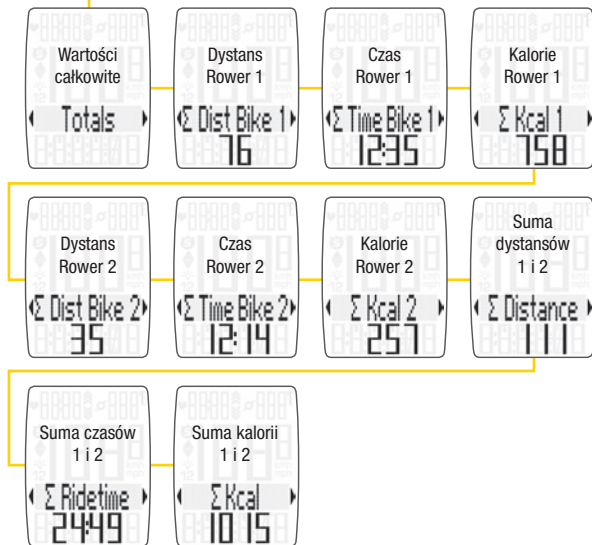 Wartości
całkowite
Totals
Dystans
Rower 1
Σ Dist Bike 1
76
Czas
Rower 1
Σ Time Bike 1
12:35
Kalorie
Rower 1
Σ Kcal 1
758
Dystans
Rower 2
Σ Dist Bike 2
35
Czas
Rower 2
Σ Time Bike 2
12:14
Kalorie
Rower 2
Σ Kcal 2
257
Suma
dystansów
1 i 2
Σ Distance
111
Suma czasów
1 i 2
Σ Ridetime
24:49
Suma kalorii
1 i 2
Σ Kcal
1015